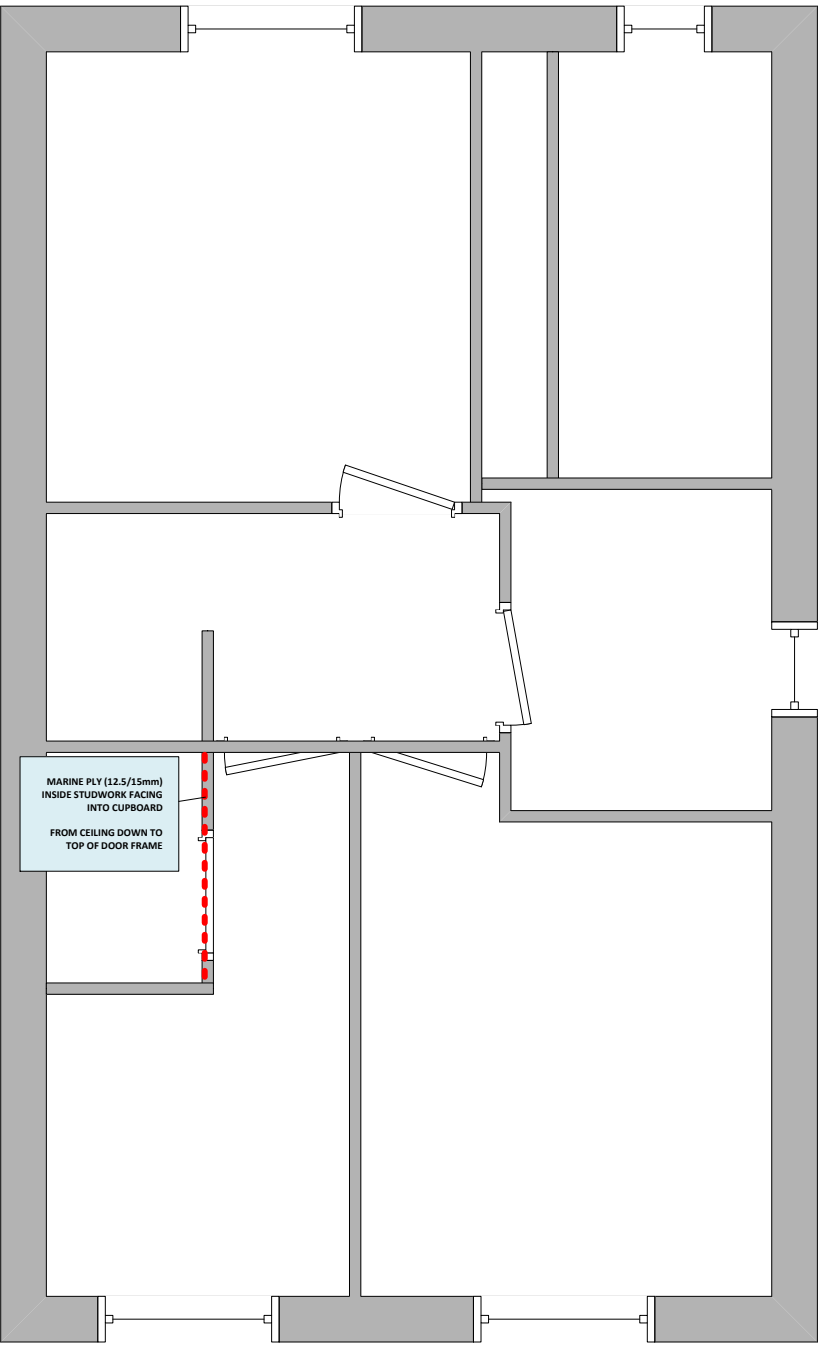 MARINE PLY (12.5/15mm)
INSIDE STUDWORK FACING
INTO CUPBOARD
FROM CEILING DOWN TO
TOP OF DOOR FRAME